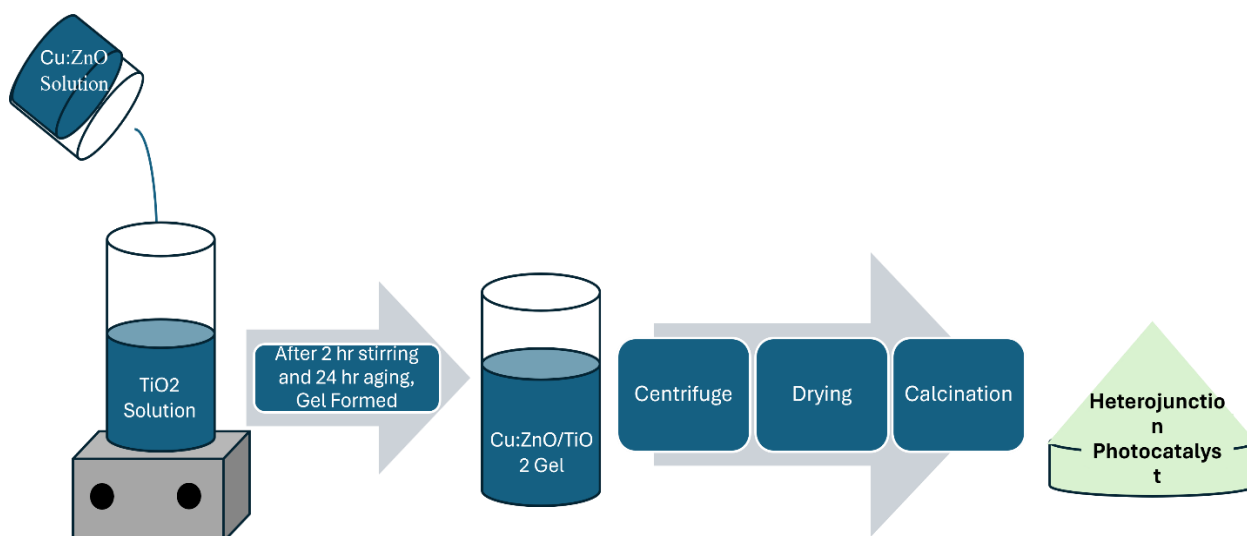 Cu:ZnO
Solution
TiO2
Solution
After 2 hr stirring
and 24 hr aging,
Gel Formed
Cu:ZnO/TiO
2 Gel
Centrifuge
Drying
Calcination
Heterojunctio
n
Photocatalys
t